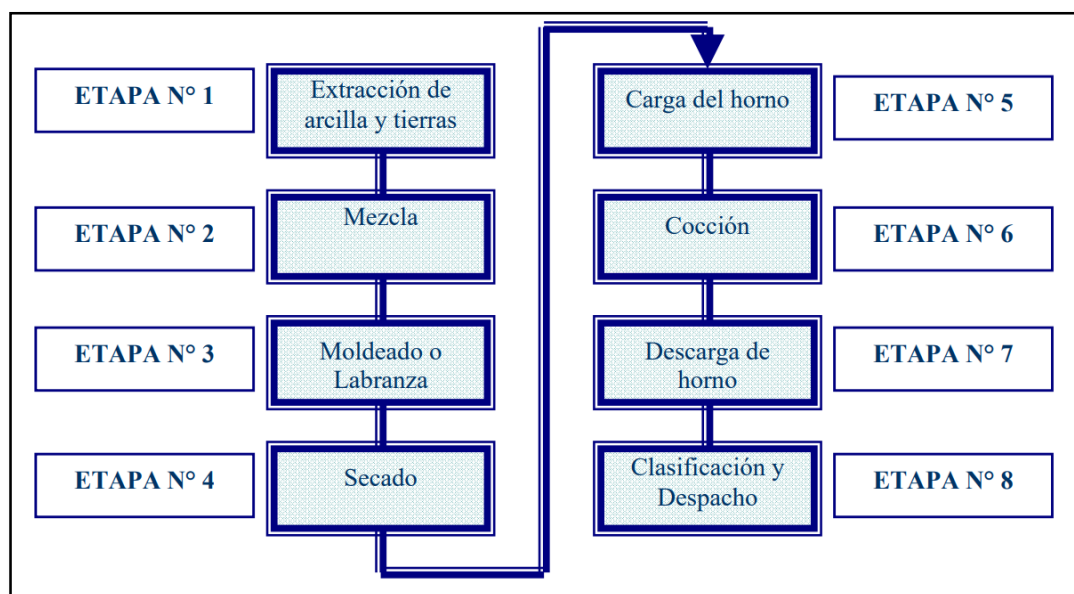 ETAPA N° 1
Extracción de
arcilla y tierras
ETAPA N° 2
Mezcla
ETAPA N° 3
Moldeado o
Labranza
ETAPA N° 4
Secado
Carga del horno
ETAPA N° 5
Cocción
ETAPA N° 6
Descarga de
horno
ETAPA N° 7
Clasificación y
Despacho
ETAPA N° 8